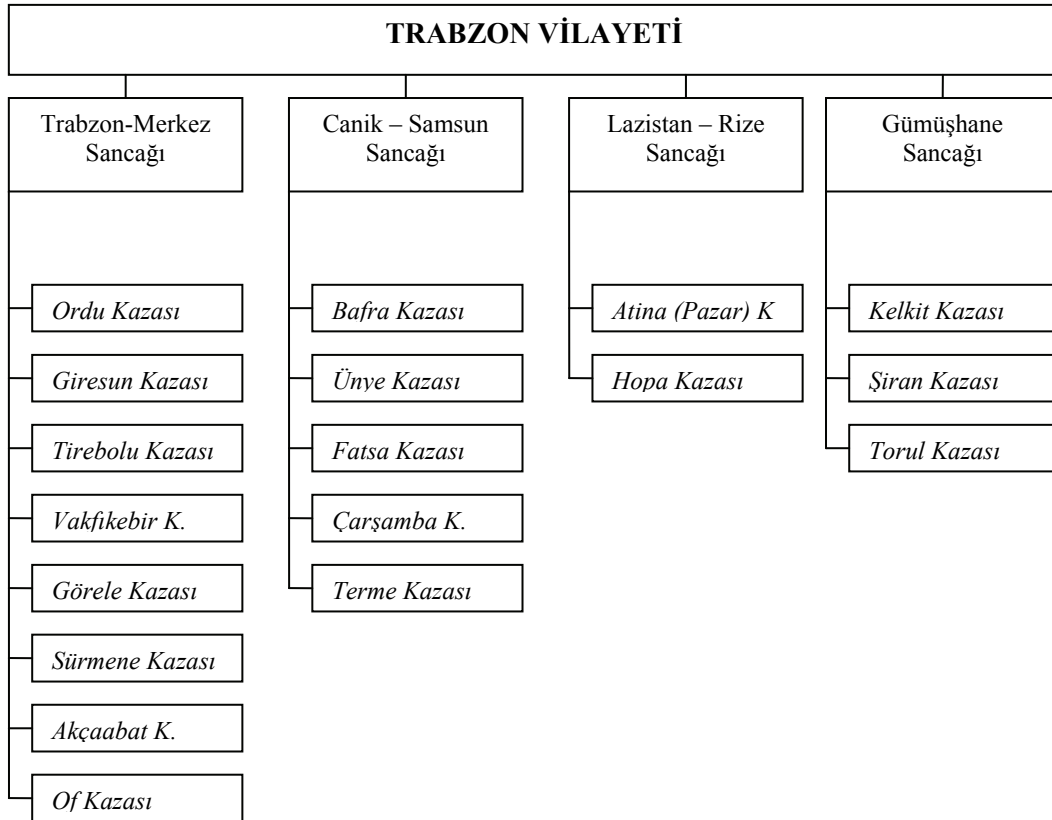 TRABZON VİLAYETİ
Trabzon-Merkez
Sancağı
Canik – Samsun
Sancağı
Lazistan – Rize
Sancağı
Gümüşhane
Sancağı
Ordu Kazası
Giresun Kazası
Tirebolu Kazası
Vakfıkebir K.
Görele Kazası
Sürmene Kazası
Akçaabat K.
Of Kazası
Bafra Kazası
Ünye Kazası
Fatsa Kazası
Çarşamba K.
Terme Kazası
Atina (Pazar) K
Hopa Kazası
Kelkit Kazası
Şiran Kazası
Torul Kazası